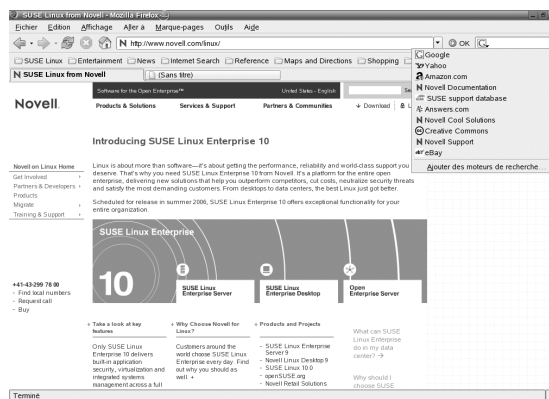 SUSE Linux from Novell - Mozilla Firefox
Fichier Edition Affichage Aller à Marque-pages Outils Aide
N http://www.novell.com/linux/ OK G
SUSE Linux Entertainment News Internet Search Reference Maps and Directions Shopping
N SUSE Linux from Novell (Sans titre)
Google
Yahoo
Amazon.com
Novell Documentation
SUSE support database
Answers.com
Novell Cool Solutions
Creative Commons
Novell Support
eBay
Ajouter des moteurs de recherche...
Software for the Open Enterprise™ United States - English
Novell.
Products & Solutions Services & Support Partners & Communities Download
Introducing SUSE Linux Enterprise 10
Novell on Linux Home
Get Involved
Partners & Developers
Products
Migrate
Training & Support
Linux is about more than software—it's about getting the performance, reliability and world-class support you
deserve. That's why you need SUSE Linux Enterprise 10 from Novell. It's a platform for the entire open
enterprise, delivering new solutions that help you outperform competitors, cut costs, neutralize security threats
and satisfy the most demanding customers. From desktops to data centers, the best Linux just got better.
Scheduled for release in summer 2006, SUSE Linux Enterprise 10 offers exceptional functionality for your
entire organization.
SUSE Linux Enterprise
10
SUSE Linux
Enterprise Server
SUSE Linux
Enterprise Desktop
Open
Enterprise Server
+41-43-299 78 00
- Find local numbers
- Request call
- Buy
+ Take a look at key
features
Only SUSE Linux
Enterprise 10 delivers
built-in application
security, virtualization and
integrated systems
management across a full
+ Why Choose Novell for
Linux?
Customers around the
world choose SUSE Linux
Enterprise every day. Find
out why you should as
well. +
+ Products and Projects
- SUSE Linux Enterprise
Server 9
- Novell Linux Desktop 9
- SUSE Linux 10.0
- openSUSE.org
- Novell Retail Solutions
What can SUSE
Linux Enterprise
do in my data
center? →
Why should I
choose SUSE
Terminé